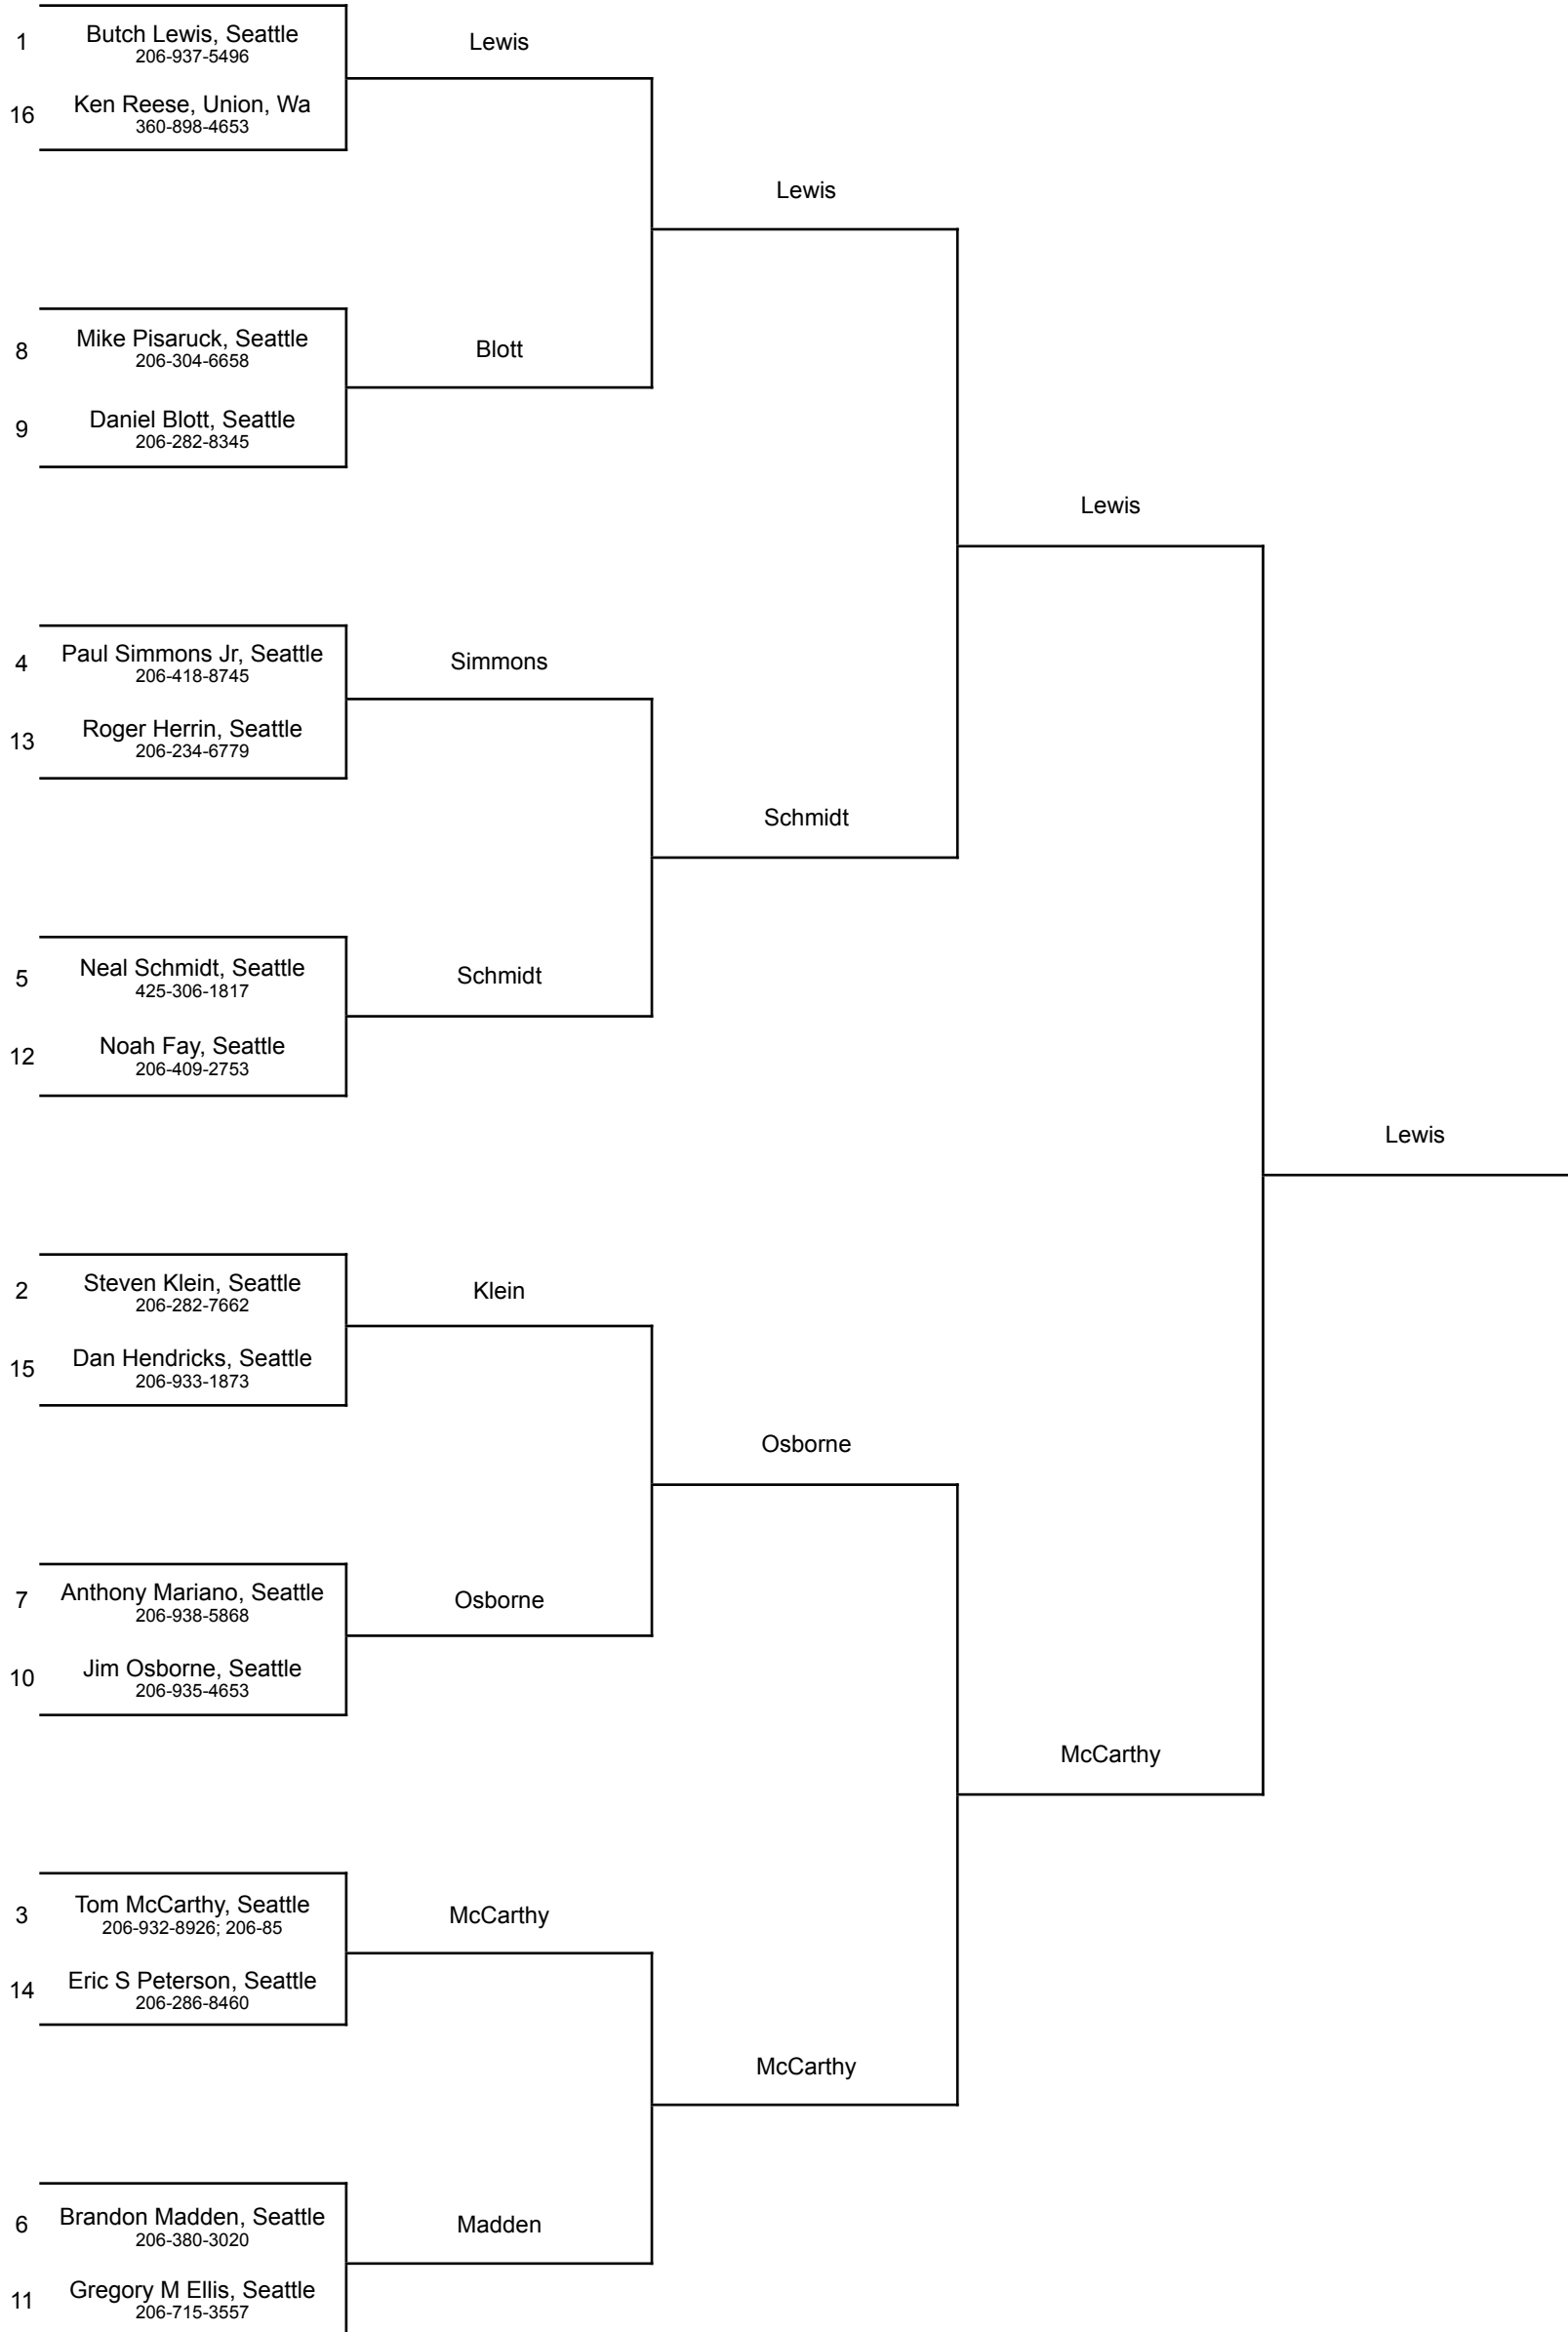 1
Butch Lewis, Seattle
206-937-5496
Lewis
16
Ken Reese, Union, Wa
360-898-4653
Lewis
8
Mike Pisaruck, Seattle
206-304-6658
Blott
9
Daniel Blott, Seattle
206-282-8345
Lewis
4
Paul Simmons Jr, Seattle
206-418-8745
Simmons
13
Roger Herrin, Seattle
206-234-6779
Schmidt
5
Neal Schmidt, Seattle
425-306-1817
Schmidt
12
Noah Fay, Seattle
206-409-2753
Lewis
2
Steven Klein, Seattle
206-282-7662
Klein
15
Dan Hendricks, Seattle
206-933-1873
Osborne
7
Anthony Mariano, Seattle
206-938-5868
Osborne
10
Jim Osborne, Seattle
206-935-4653
McCarthy
3
Tom McCarthy, Seattle
206-932-8926; 206-85
McCarthy
14
Eric S Peterson, Seattle
206-286-8460
McCarthy
6
Brandon Madden, Seattle
206-380-3020
Madden
11
Gregory M Ellis, Seattle
206-715-3557